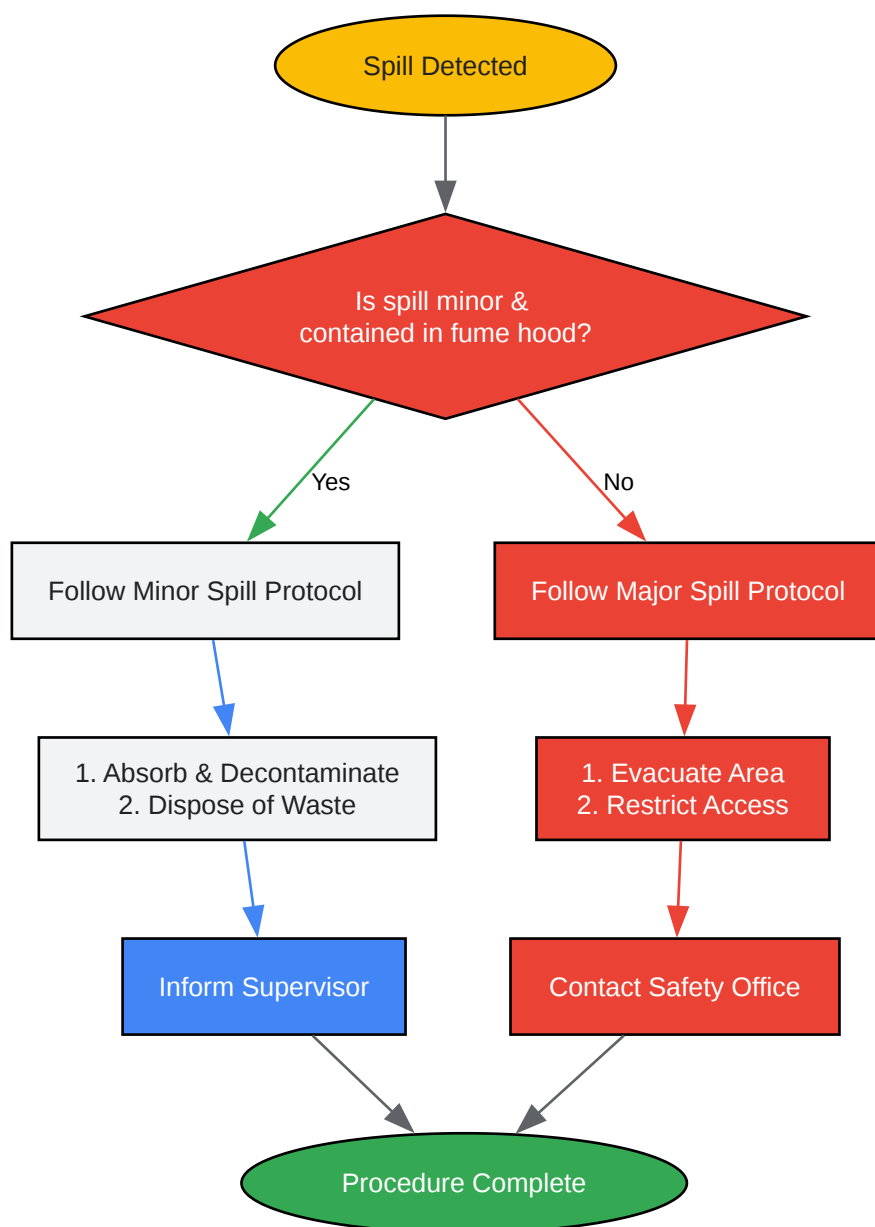 Spill Detected
Is spill minor &
contained in fume hood?
Yes
No
Follow Minor Spill Protocol
Follow Major Spill Protocol
1. Absorb & Decontaminate
2. Dispose of Waste
1. Evacuate Area
2. Restrict Access
Inform Supervisor
Contact Safety Office
Procedure Complete